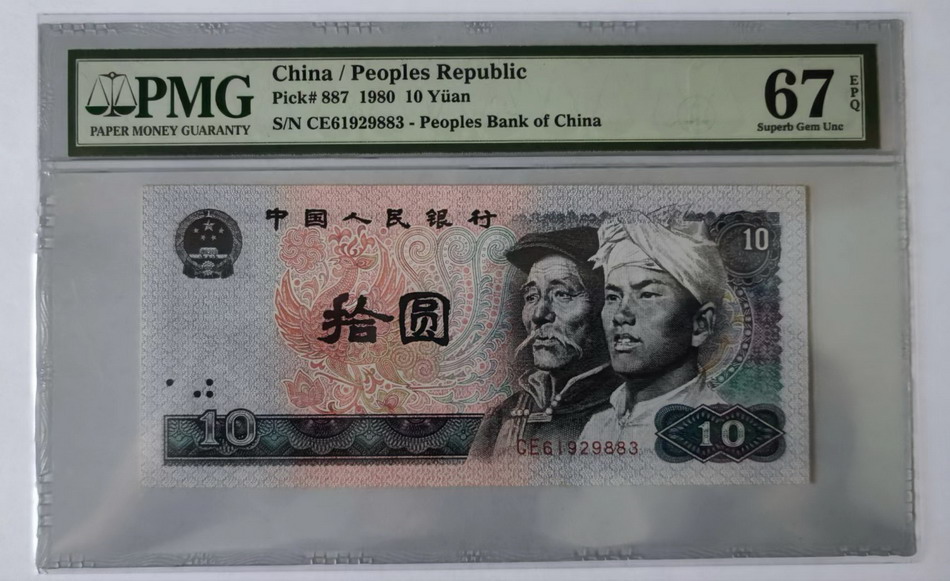 PMG
PAPER MONEY GUARANTY
China / Peoples Republic
Pick# 887 1980 10 Yüan
S/N CE61929883 - Peoples Bank of China
67
EPQ
Superb Gem Unc
中国人民银行
10
拾圆
10
CE61929883
10